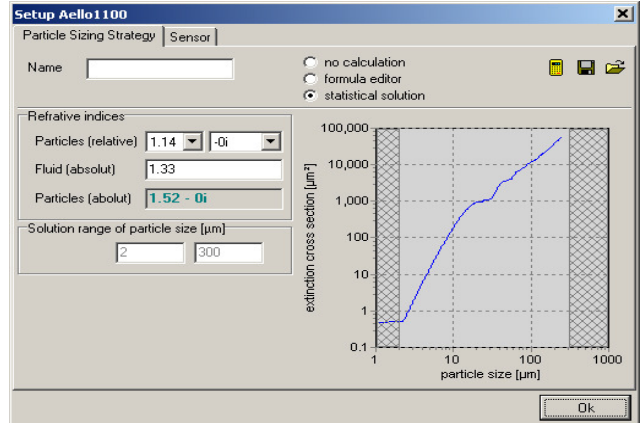 Setup Aello1100
Particle Sizing Strategy Sensor
Name
no calculation
formula editor
statistical solution
Refrative indices
Particles (relative) 1.14 -0i
Fluid (absolut) 1.33
Particles (abolut) 1.52 - 0i
Solution range of particle size [µm]
2 300
extinction cross section [µm²]
100,000
10,000
1,000
100
10
1
0.1
1 10 100 1000
particle size [µm]
Ok